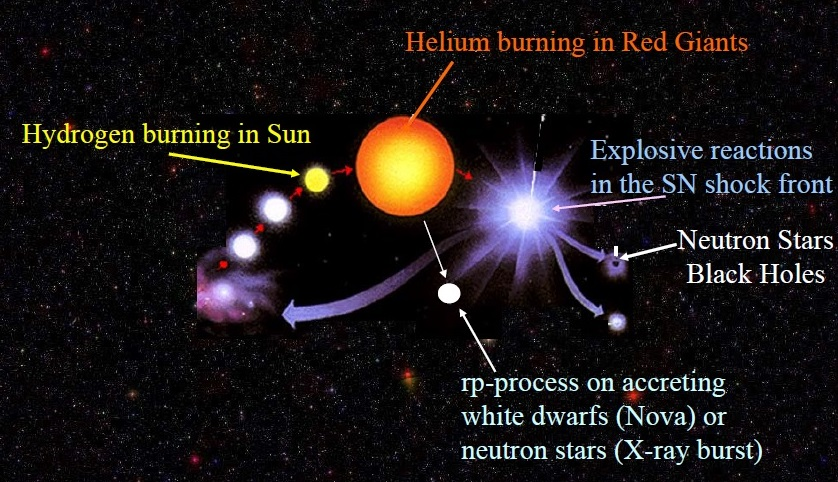 Helium burning in Red Giants
Hydrogen burning in Sun
Explosive reactions
in the SN shock front
Neutron Stars
Black Holes
rp-process on accreting
white dwarfs (Nova) or
neutron stars (X-ray burst)